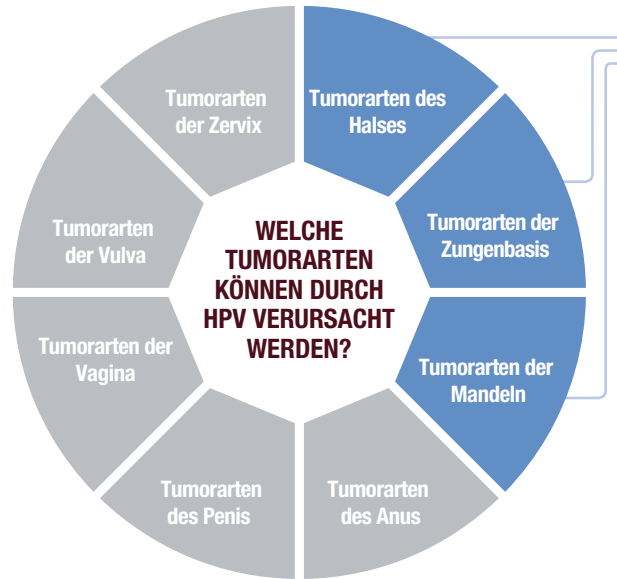 WELCHE
TUMORARTEN
KÖNNEN DURCH
HPV VERURSACHT
WERDEN?
Tumorarten des
Halses
Tumorarten der
Zungenbasis
Tumorarten der
Mandeln
Tumorarten
des Anus
Tumorarten
des Penis
Tumorarten der
Vagina
Tumorarten
der Vulva
Tumorarten
der Zervix